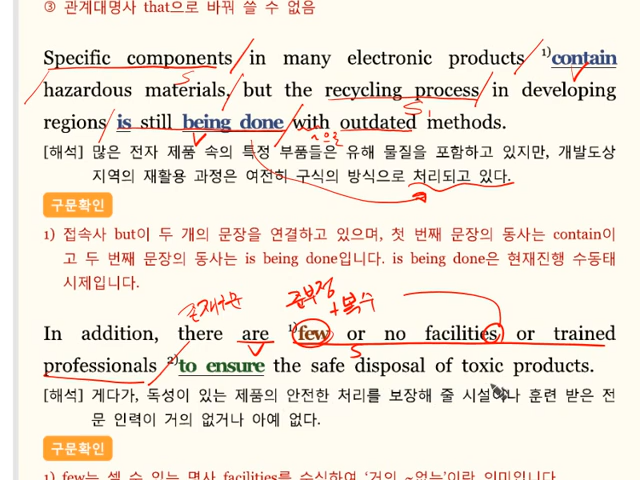 ③ 관계대명사 that으로 바꿔 쓸 수 없음
Specific components in many electronic products 1)contain
hazardous materials, but the recycling process in developing
regions is still being done with outdated methods.
~으로
[해석] 많은 전자 제품 속의 특정 부품들은 유해 물질을 포함하고 있지만, 개발도상
지역의 재활용 과정은 여전히 구식의 방식으로 처리되고 있다.
구문확인
1) 접속사 but이 두 개의 문장을 연결하고 있으며, 첫 번째 문장의 동사는 contain이
고 두 번째 문장의 동사는 is being done입니다. is being done은 현재진행 수동태
시제입니다.
준부정
+복수
In addition, there are 1)few or no facilities or trained
S
professionals 2)to ensure the safe disposal of toxic products.
[해석] 게다가, 독성이 있는 제품의 안전한 처리를 보장해 줄 시설이나 훈련 받은 전
문 인력이 거의 없거나 아예 없다.
구문확인
1) few는 셀 수 있는 명사 facilities를 수식하여 '거의 ~없는'이란 의미입니다.